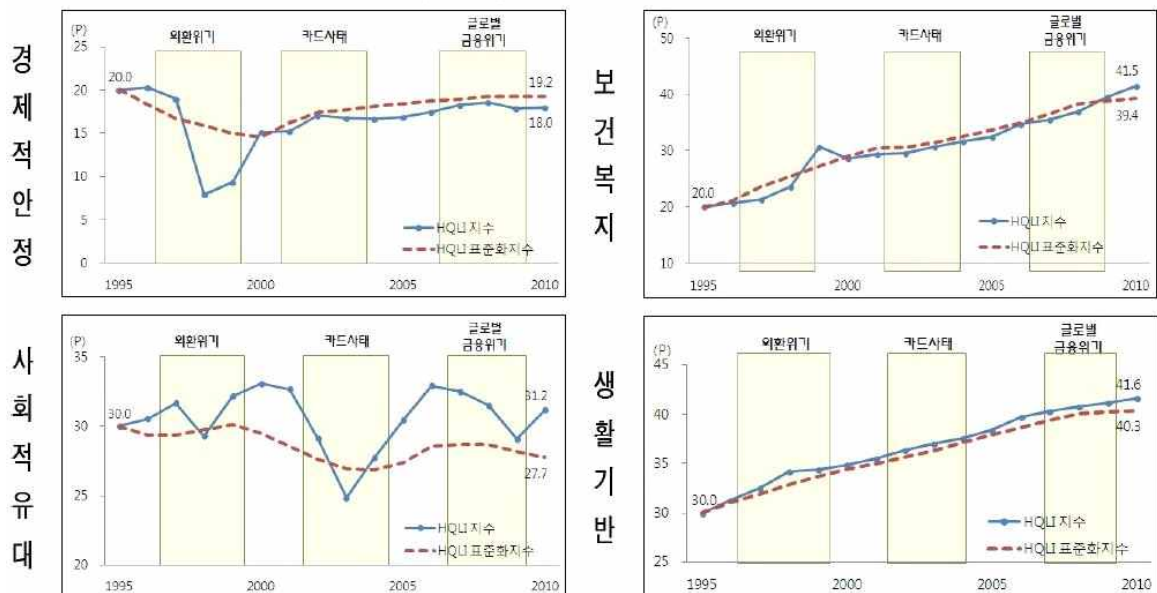 경제적안정
(P)
외환위기
카드사태
글로벌
금융위기
25
20
15
10
5
0
20.0
19.2
18.0
HQLI 지수
HQLI 표준화지수
1995
2000
2005
2010
보건복지
(P)
외환위기
카드사태
글로벌
금융위기
50
40
30
20
10
20.0
41.5
39.4
HQLI 지수
HQLI 표준화지수
1995
2000
2005
2010
사회적유대
(P)
외환위기
카드사태
글로벌
금융위기
35
30
25
20
30.0
31.2
27.7
HQLI 지수
HQLI 표준화지수
1995
2000
2005
2010
생활기반
(P)
외환위기
카드사태
글로벌
금융위기
45
40
35
30
25
30.0
41.6
40.3
HQLI 지수
HQLI 표준화지수
1995
2000
2005
2010